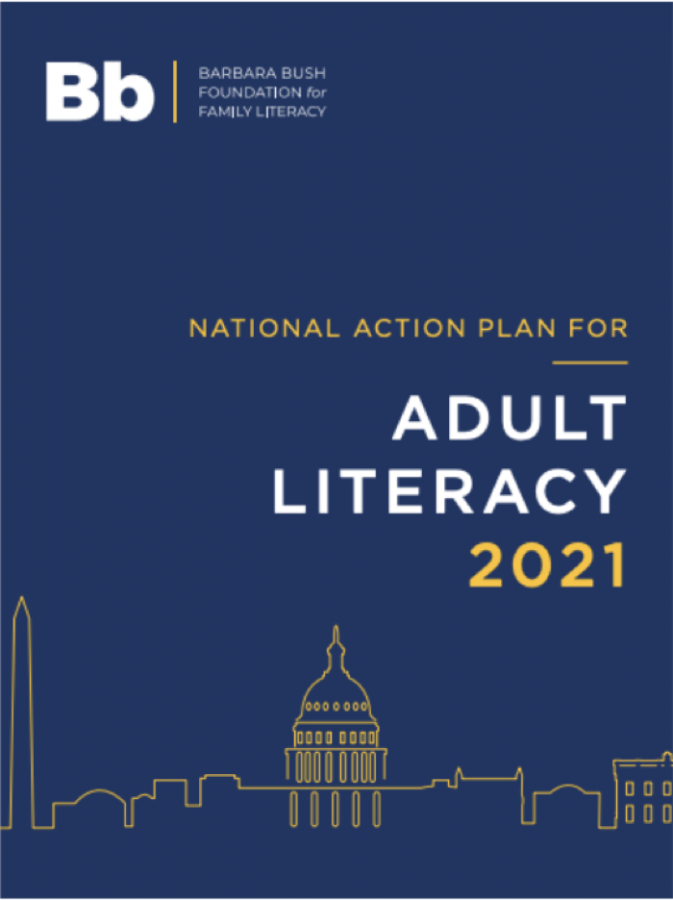 Bb
BARBARA BUSH
FOUNDATION for
FAMILY LITERACY
NATIONAL ACTION PLAN FOR
ADULT
LITERACY
2021